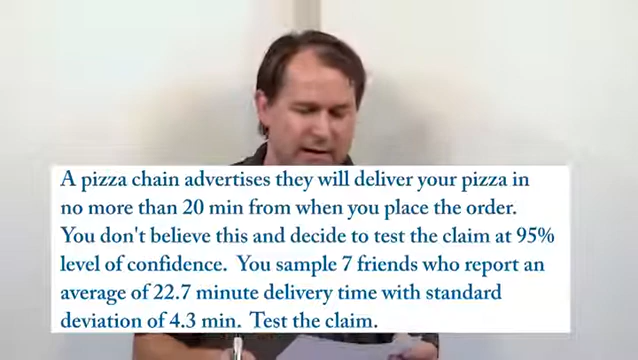 A pizza chain advertises they will deliver your pizza in
no more than 20 min from when you place the order.
You don't believe this and decide to test the claim at 95%
level of confidence.  You sample 7 friends who report an
average of 22.7 minute delivery time with standard
deviation of 4.3 min.  Test the claim.